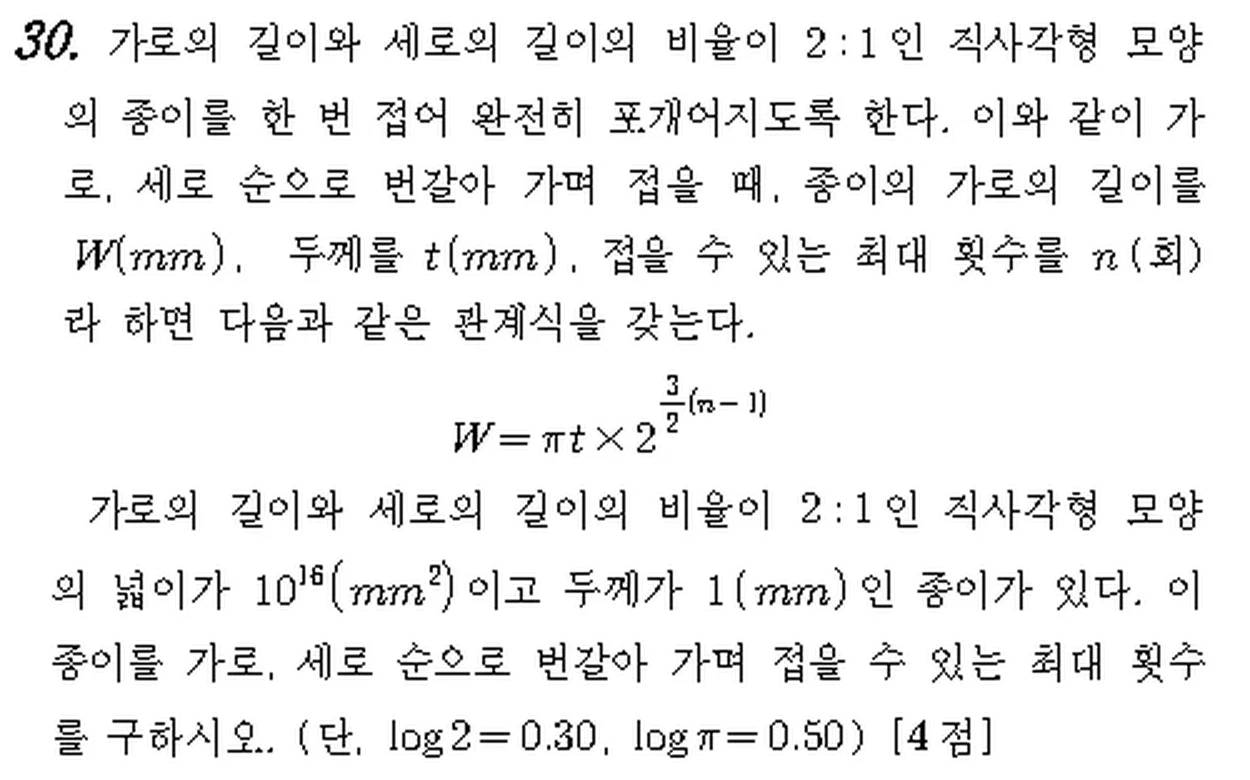 30. 가로의 길이와 세로의 길이의 비율이 2:1인 직사각형 모양
의 종이를 한 번 접어 완전히 포개어지도록 한다. 이와 같이 가
로, 세로 순으로 번갈아 가며 접을 때, 종이의 가로의 길이를
W(mm), 두께를 t(mm), 접을 수 있는 최대 횟수를 n(회)
라 하면 다음과 같은 관계식을 갖는다.
W = πt × 2^{\frac{3}{2}(n-1)}
가로의 길이와 세로의 길이의 비율이 2:1인 직사각형 모양
의 넓이가 10^{16}(mm^2)이고 두께가 1(mm)인 종이가 있다. 이
종이를 가로, 세로 순으로 번갈아 가며 접을 수 있는 최대 횟수
를 구하시오. (단, log2=0.30, logπ=0.50) [4점]